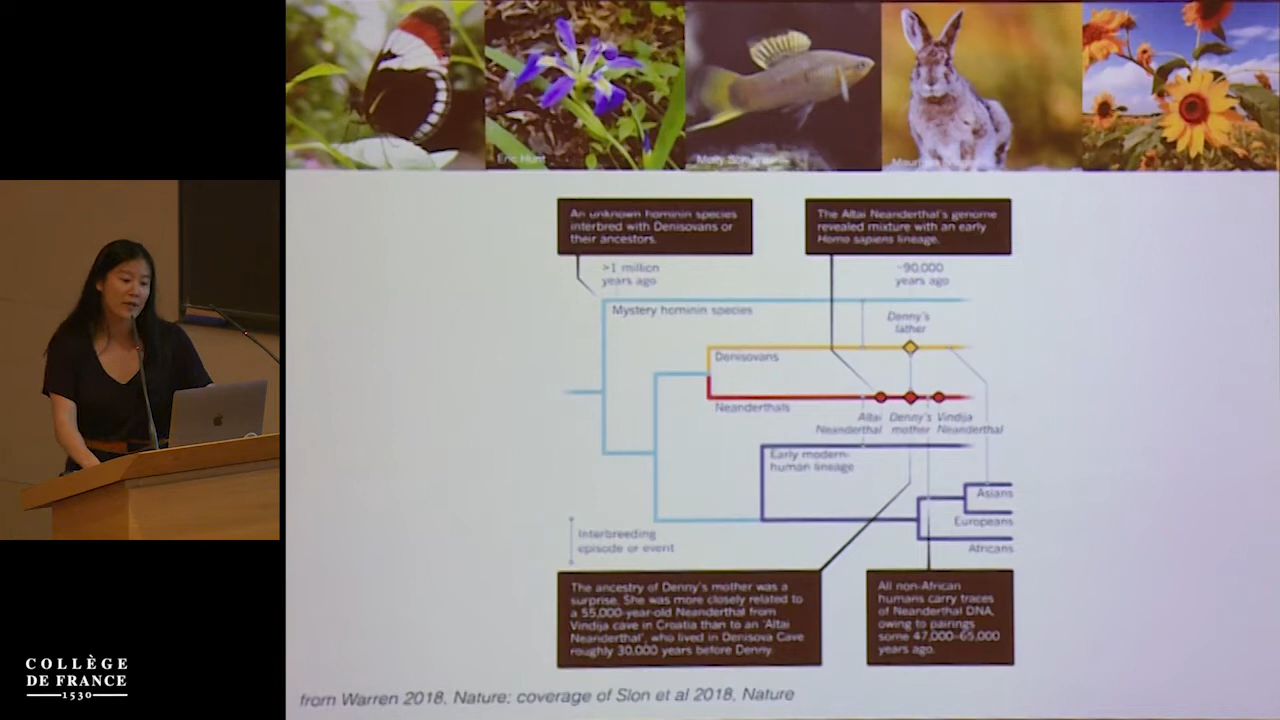 Eric Hunt
Molly
An unknown hominin species
interbred with Denisovans or
their ancestors.
The Altai Neanderthal's genome
revealed mixture with an early
Homo sapiens lineage.
>1 million
years ago
~90,000
years ago
Mystery hominin species
Denny's
father
Denisovans
Neanderthals
Altai
Neanderthal
Denny's
mother
Vindija
Neanderthal
Early modern-
human lineage
Asians
Europeans
Africans
Interbreeding
episode or event
The ancestry of Denny's mother was a
surprise. She was more closely related to
a 55,000-year-old Neanderthal from
Vindija cave in Croatia than to an 'Altai
Neanderthal', who lived in Denisova Cave
roughly 30,000 years before Denny.
All non-African
humans carry traces
of Neanderthal DNA,
owing to pairings
some 47,000–65,000
years ago.
COLLÈGE
DE FRANCE
1530
from Warren 2018, Nature; coverage of Slon et al 2018, Nature